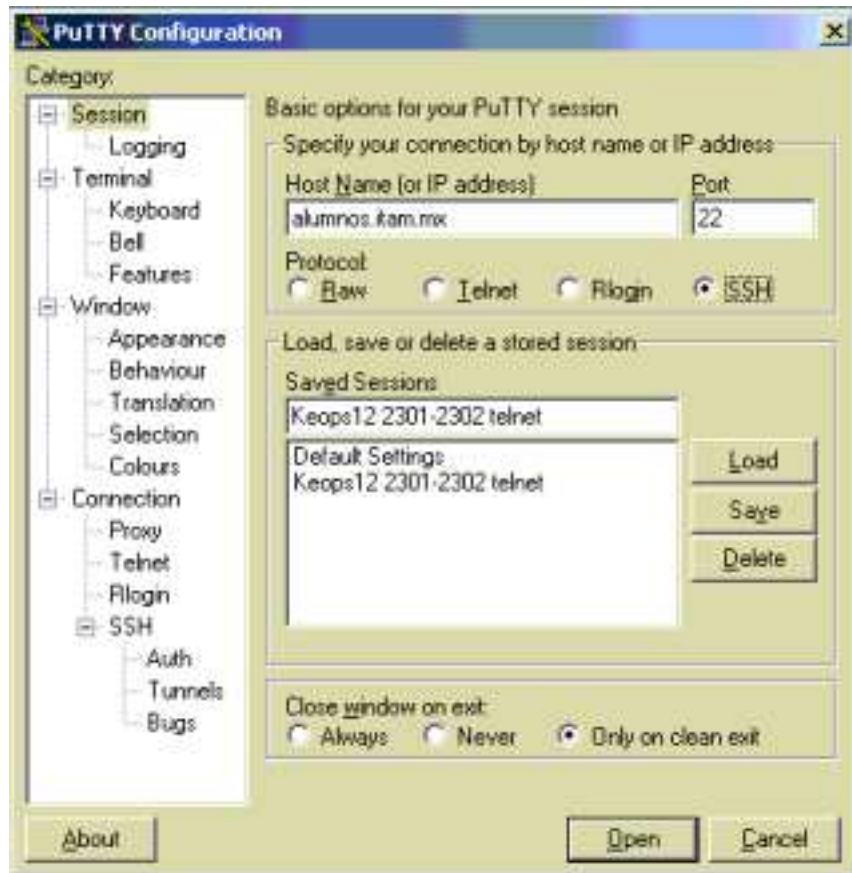 PuTTY Configuration
Category:
Session
Logging
Terminal
Keyboard
Bell
Features
Window
Appearance
Behaviour
Translation
Selection
Colours
Connection
Proxy
Telnet
Rlogin
SSH
Auth
Tunnels
Bugs
Basic options for your PuTTY session
Specify your connection by host name or IP address
Host Name (or IP address) Port
alumnos.itam.mx 22
Protocol:
Raw Telnet Rlogin SSH
Load, save or delete a stored session
Saved Sessions
Keops12 2301-2302 telnet
Default Settings
Keops12 2301-2302 telnet
Load
Save
Delete
Close window on exit:
Always Never Only on clean exit
About Open Cancel